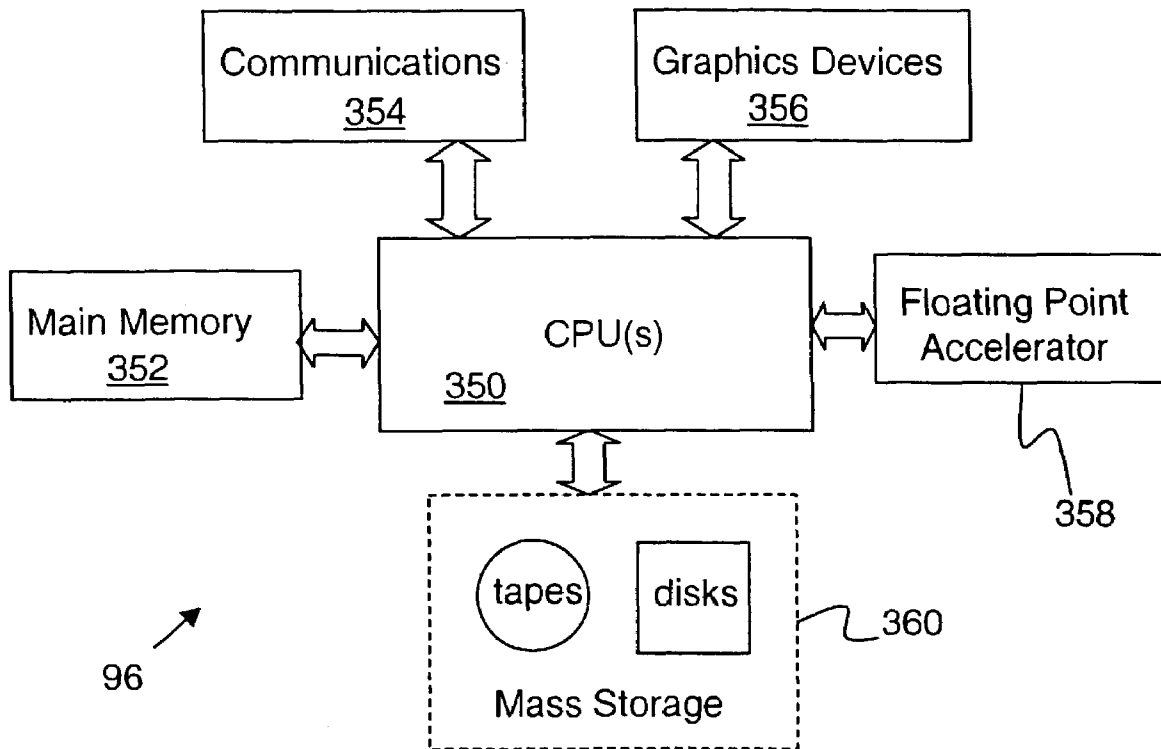 Communications
354
Graphics Devices
356
Main Memory
352
CPU(s)
350
Floating Point
Accelerator
358
tapes
disks
Mass Storage
360
96